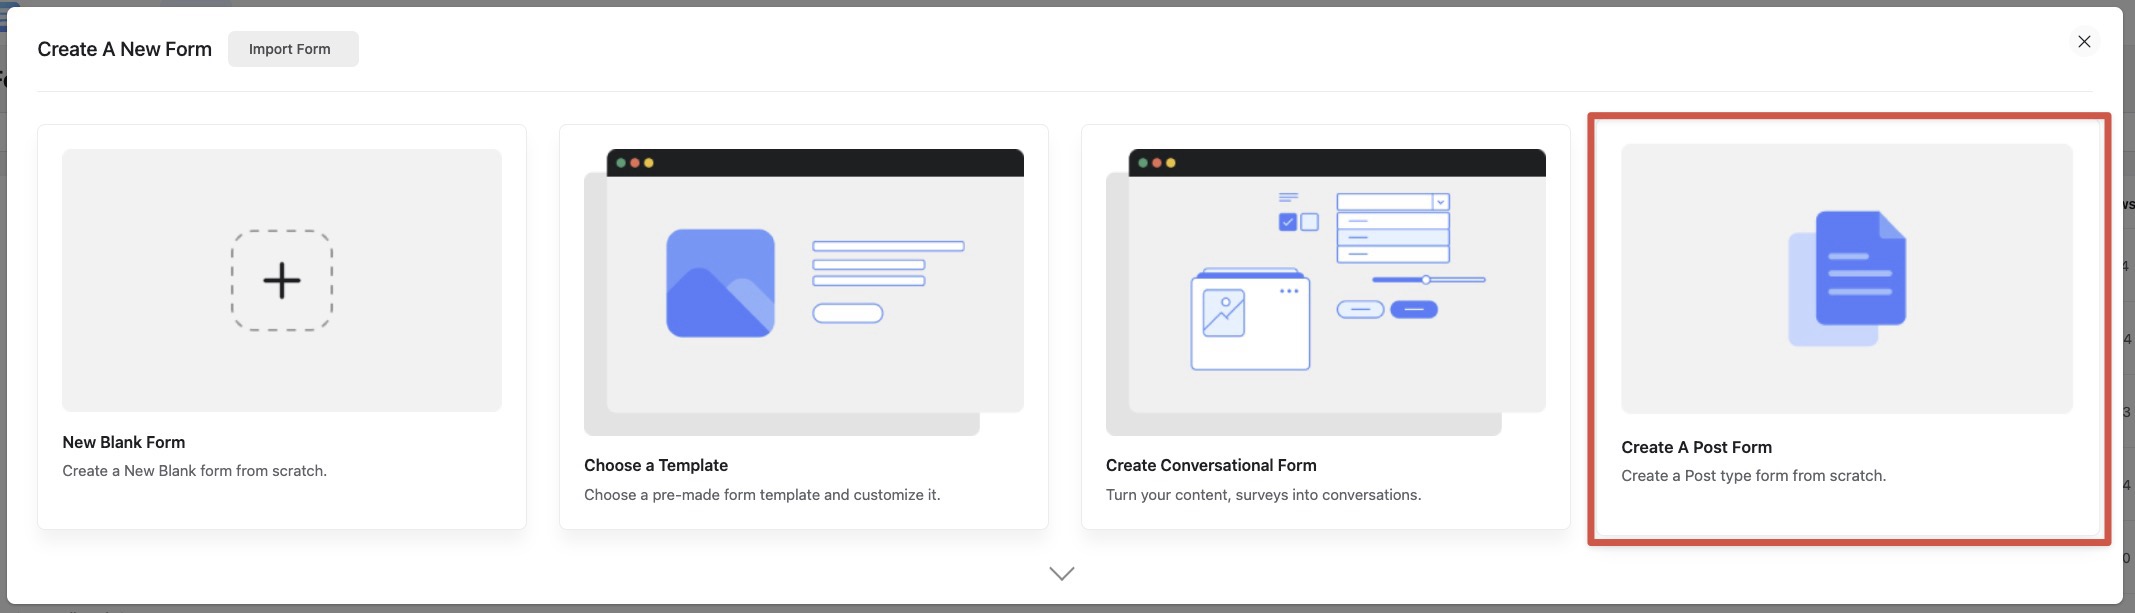 Create A New Form
Import Form
New Blank Form
Create a New Blank form from scratch.
Choose a Template
Choose a pre-made form template and customize it.
Create Conversational Form
Turn your content, surveys into conversations.
Create A Post Form
Create a Post type form from scratch.